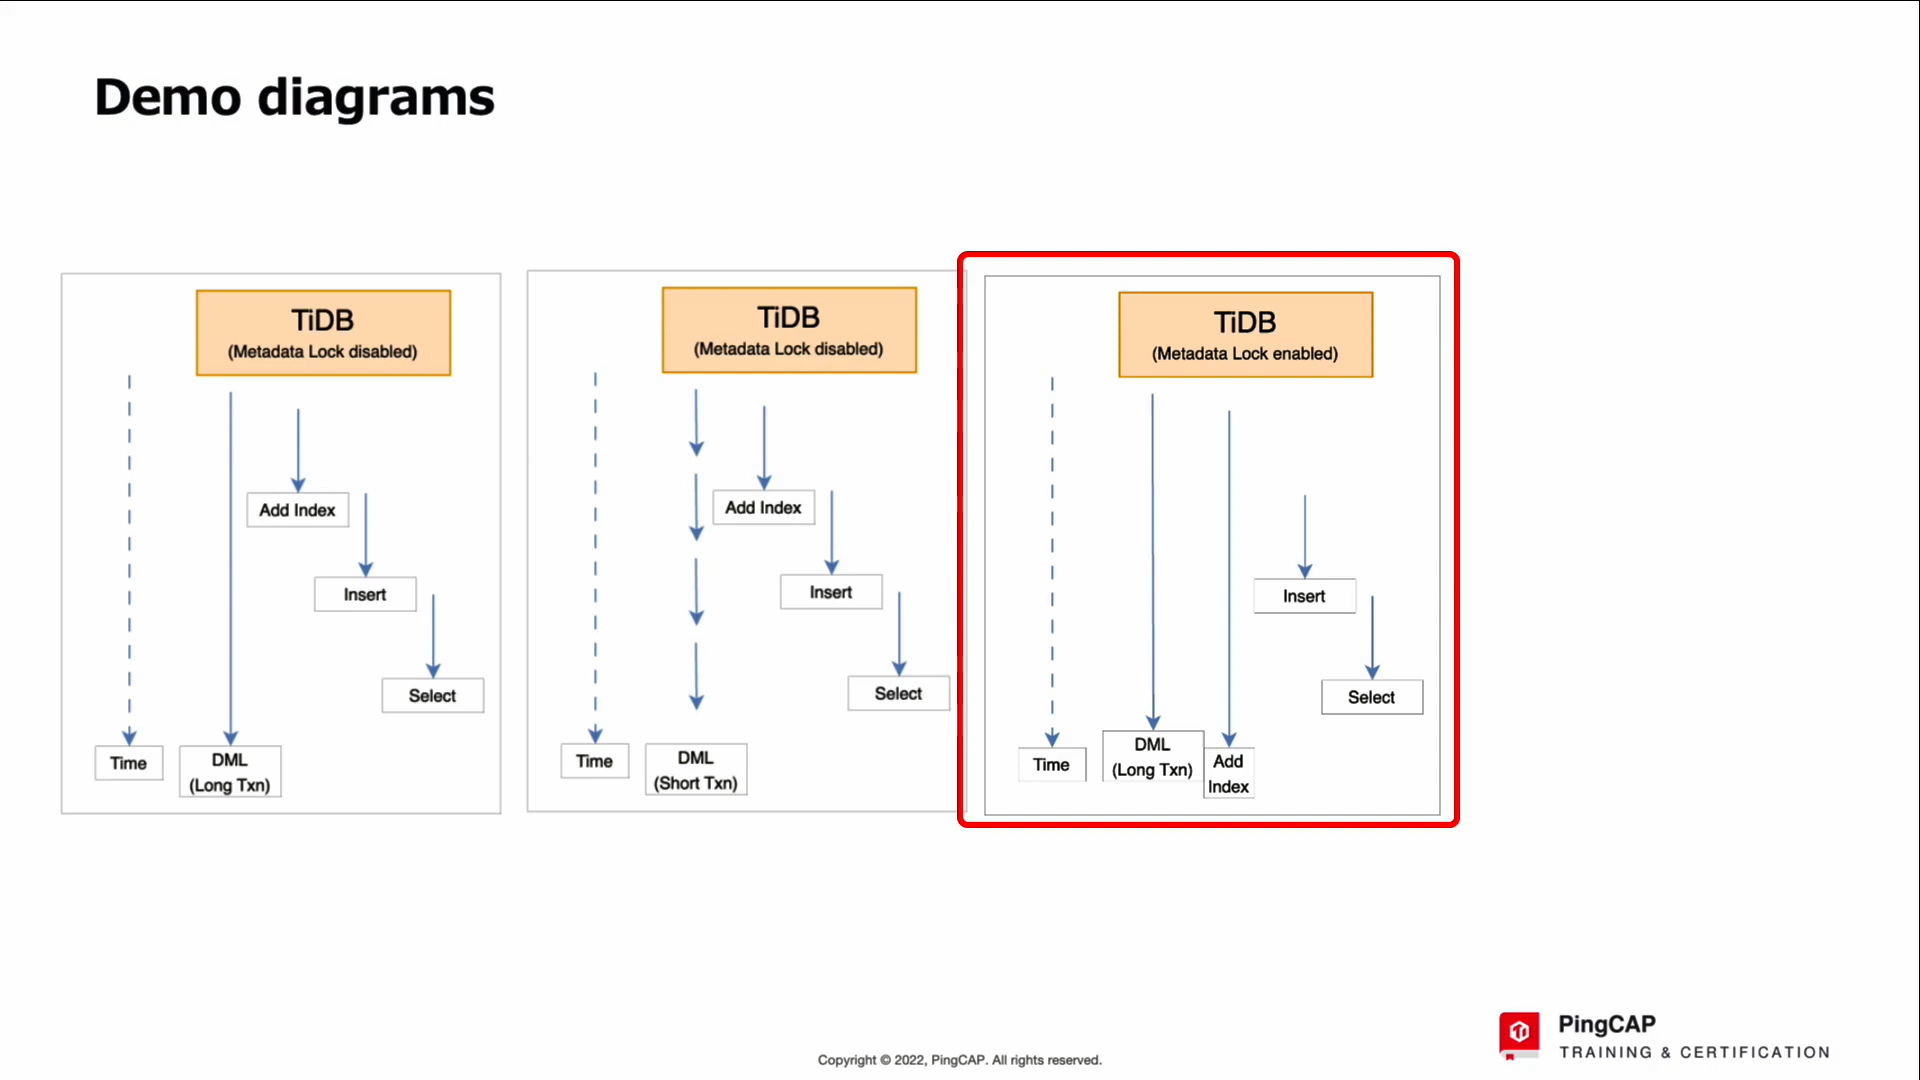 Demo diagrams
TiDB
(Metadata Lock disabled)
Add Index
Insert
Select
Time
DML
(Long Txn)
TiDB
(Metadata Lock disabled)
Add Index
Insert
Select
Time
DML
(Short Txn)
TiDB
(Metadata Lock enabled)
Insert
Select
Time
DML
(Long Txn)
Add
Index
Copyright © 2022, PingCAP. All rights reserved.
PingCAP
TRAINING & CERTIFICATION